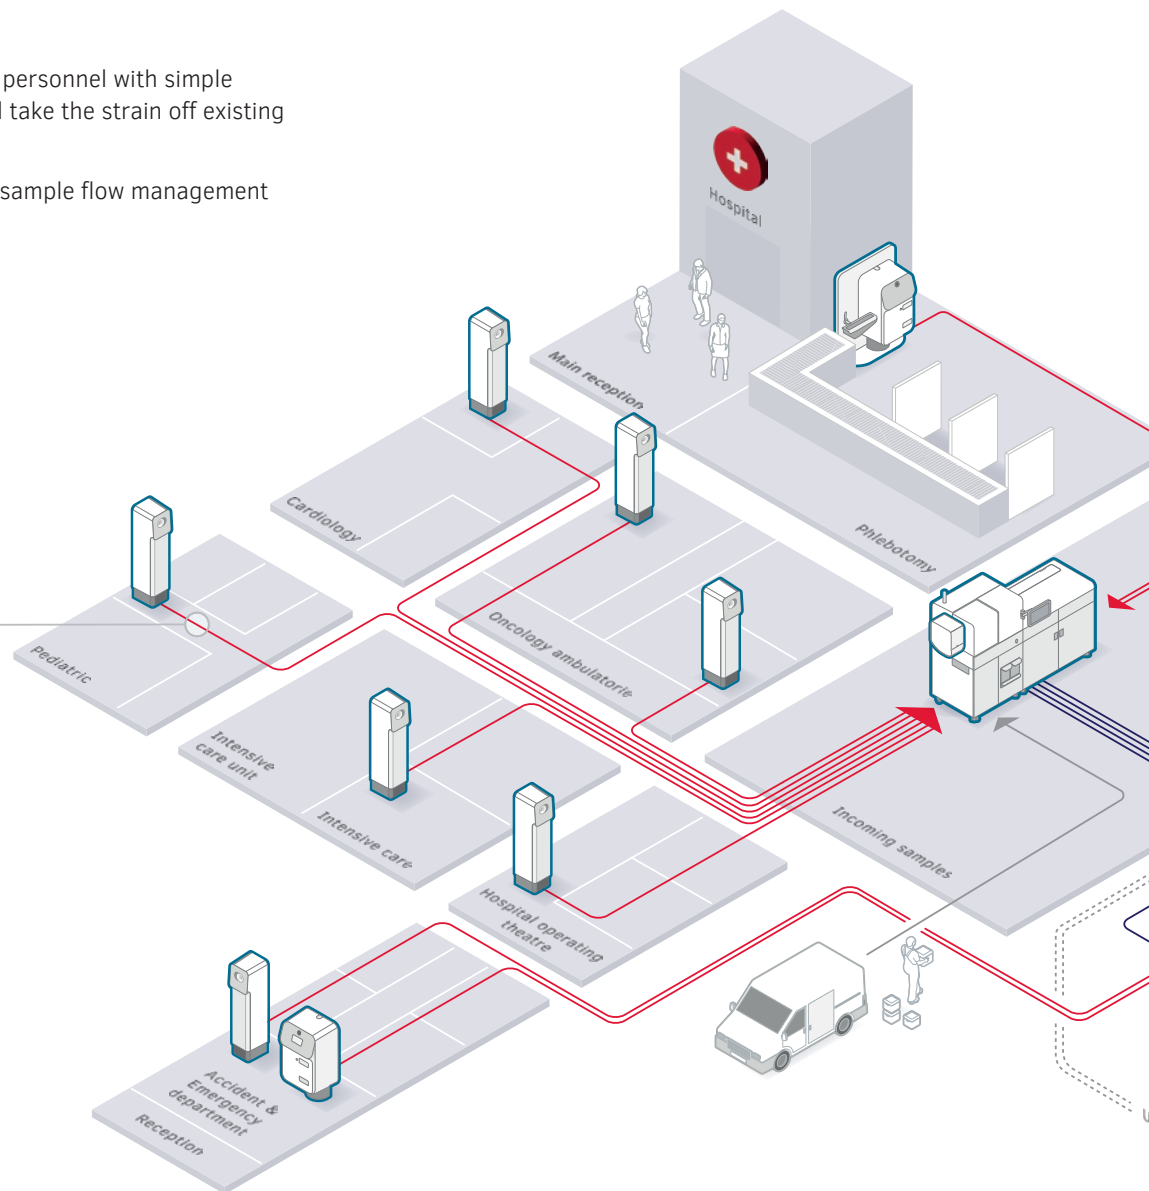 personnel with simple
take the strain off existing
sample flow management
Hospital
Main reception
Cardiology
Phlebotomy
Pediatric
Oncology ambulatorie
Intensive
care unit
Intensive care
Incoming samples
Hospital operating
theatre
Accident &
Emergency
department
Reception